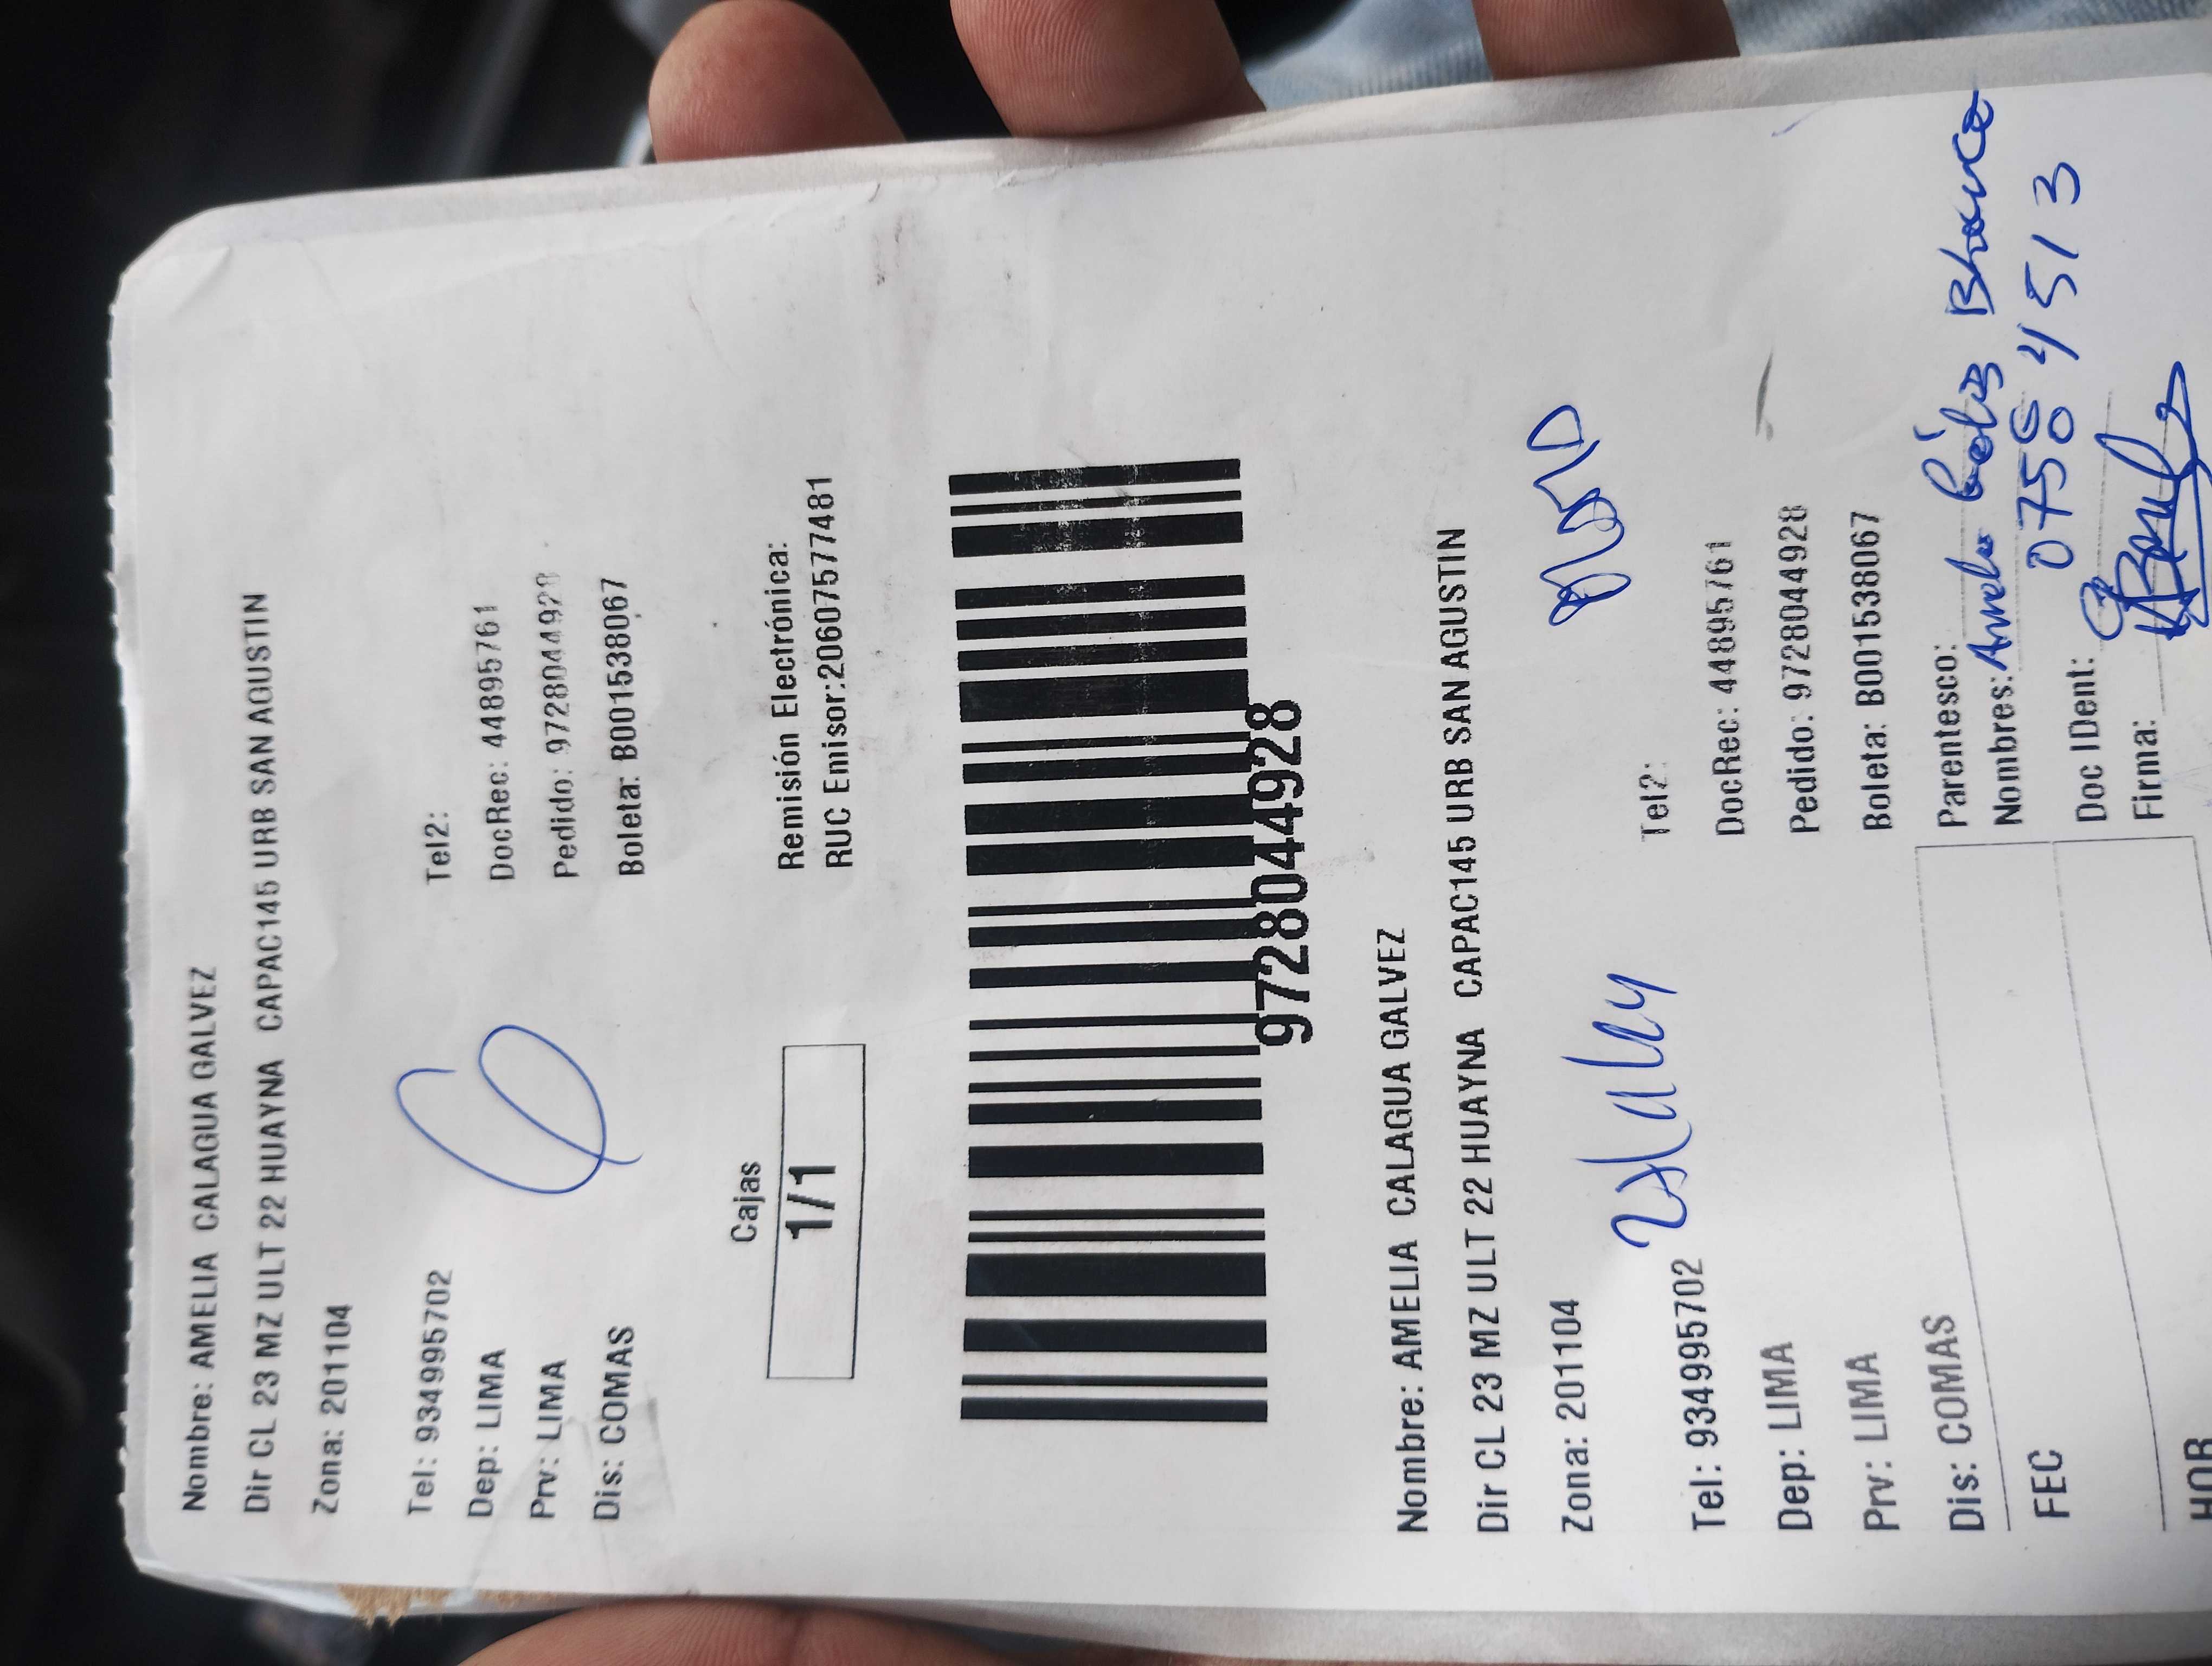 Nombre: AMELIA CALAGUA GALVEZ
Dir CL 23 MZ ULT 22 HUAYNA CAPAC145 URB SAN AGUSTIN
Zona: 201104
Tel: 934995702 Tel2:
Dep: LIMA DocRec: 44895761
Prv: LIMA Pedido: 9728044928
Dis: COMAS Boleta: B001538067
Cajas
1/1
Remisión Electrónica:
RUC Emisor:20607577481
9728044928
Nombre: AMELIA CALAGUA GALVEZ
Dir CL 23 MZ ULT 22 HUAYNA CAPAC145 URB SAN AGUSTIN
Zona: 201104
Tel: 934995702 Tel2:
Dep: LIMA DocRec: 44895761
Prv: LIMA Pedido: 9728044928
Dis: COMAS Boleta: B001538067
FEC
HOR
Parentesco:
Nombres:
Doc IDent:
Firma: